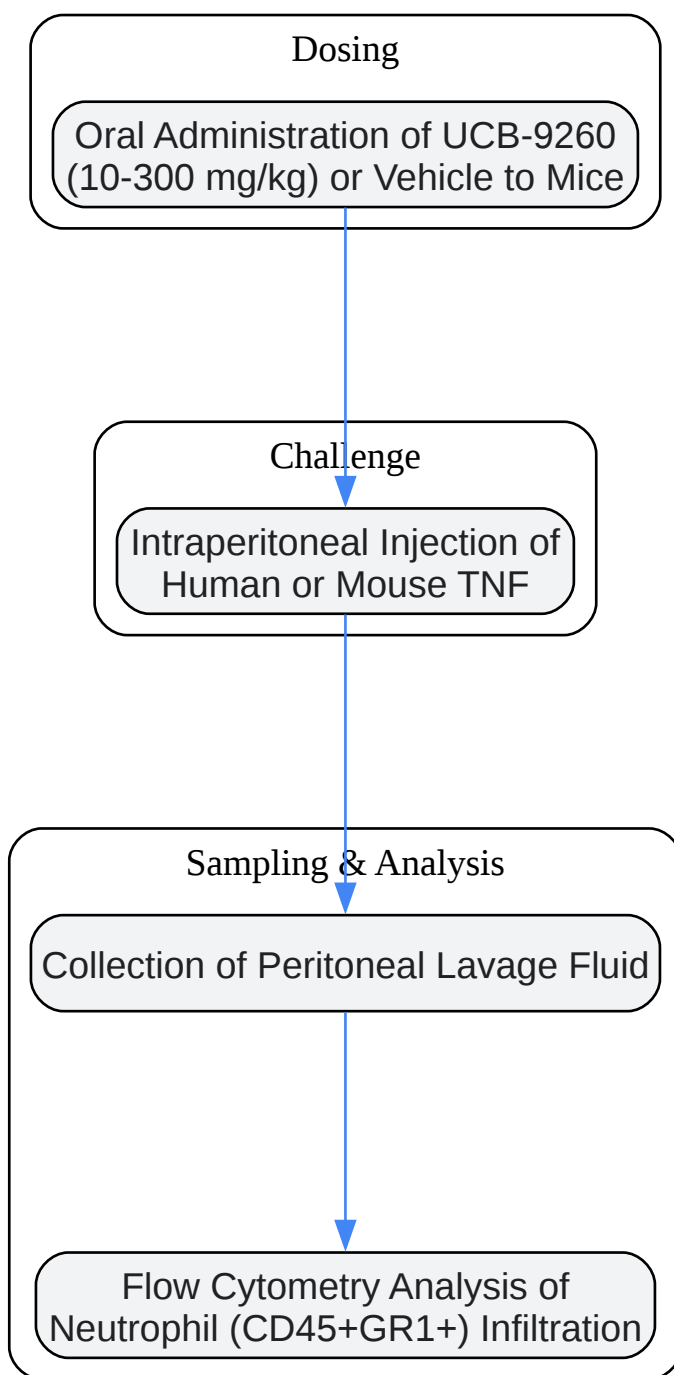 Dosing
Oral Administration of UCB-9260
(10-300 mg/kg) or Vehicle to Mice
Challenge
Intraperitoneal Injection of
Human or Mouse TNF
Sampling & Analysis
Collection of Peritoneal Lavage Fluid
Flow Cytometry Analysis of
Neutrophil (CD45+GR1+) Infiltration